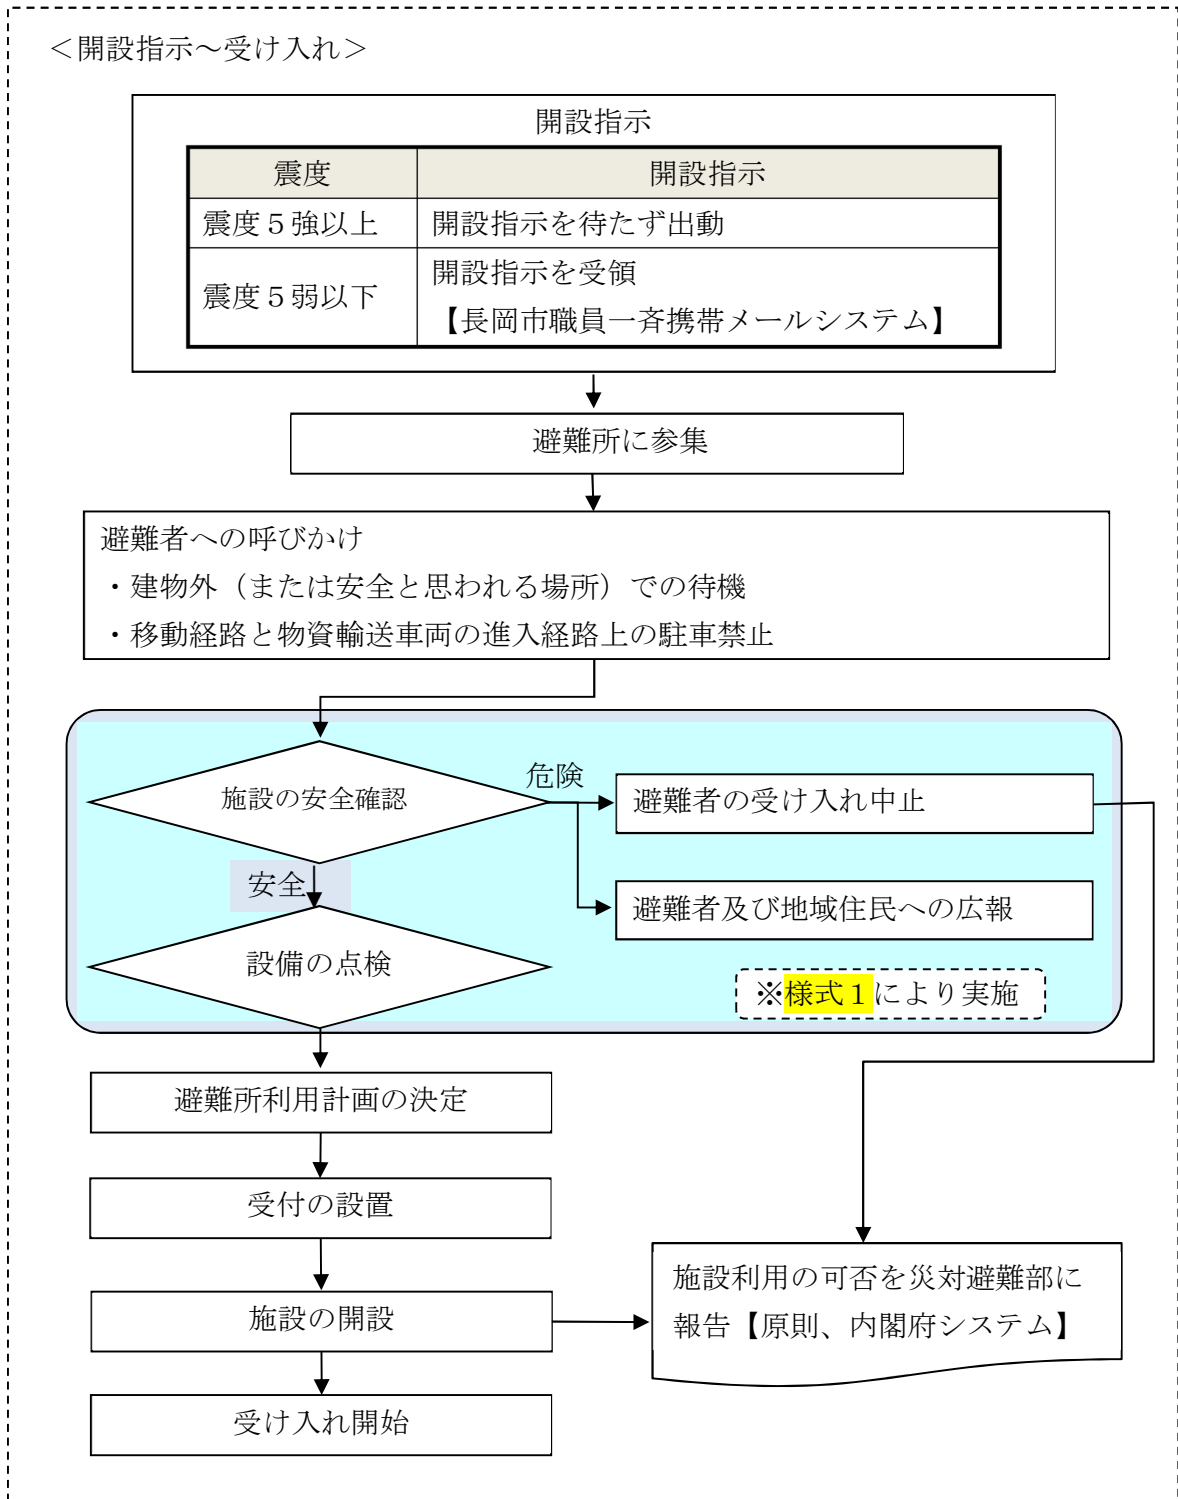 ＜開設指示～受け入れ＞
開設指示
震度
開設指示
震度５強以上
開設指示を待たず出動
震度５弱以下
開設指示を受領
【長岡市職員一斉携帯メールシステム】
避難所に参集
避難者への呼びかけ
・建物外（または安全と思われる場所）での待機
・移動経路と物資輸送車両の進入経路上の駐車禁止
施設の安全確認
危険
避難者の受け入れ中止
安全
避難者及び地域住民への広報
設備の点検
※様式１により実施
避難所利用計画の決定
受付の設置
施設の開設
施設利用の可否を災対避難部に
報告【原則、内閣府システム】
受け入れ開始